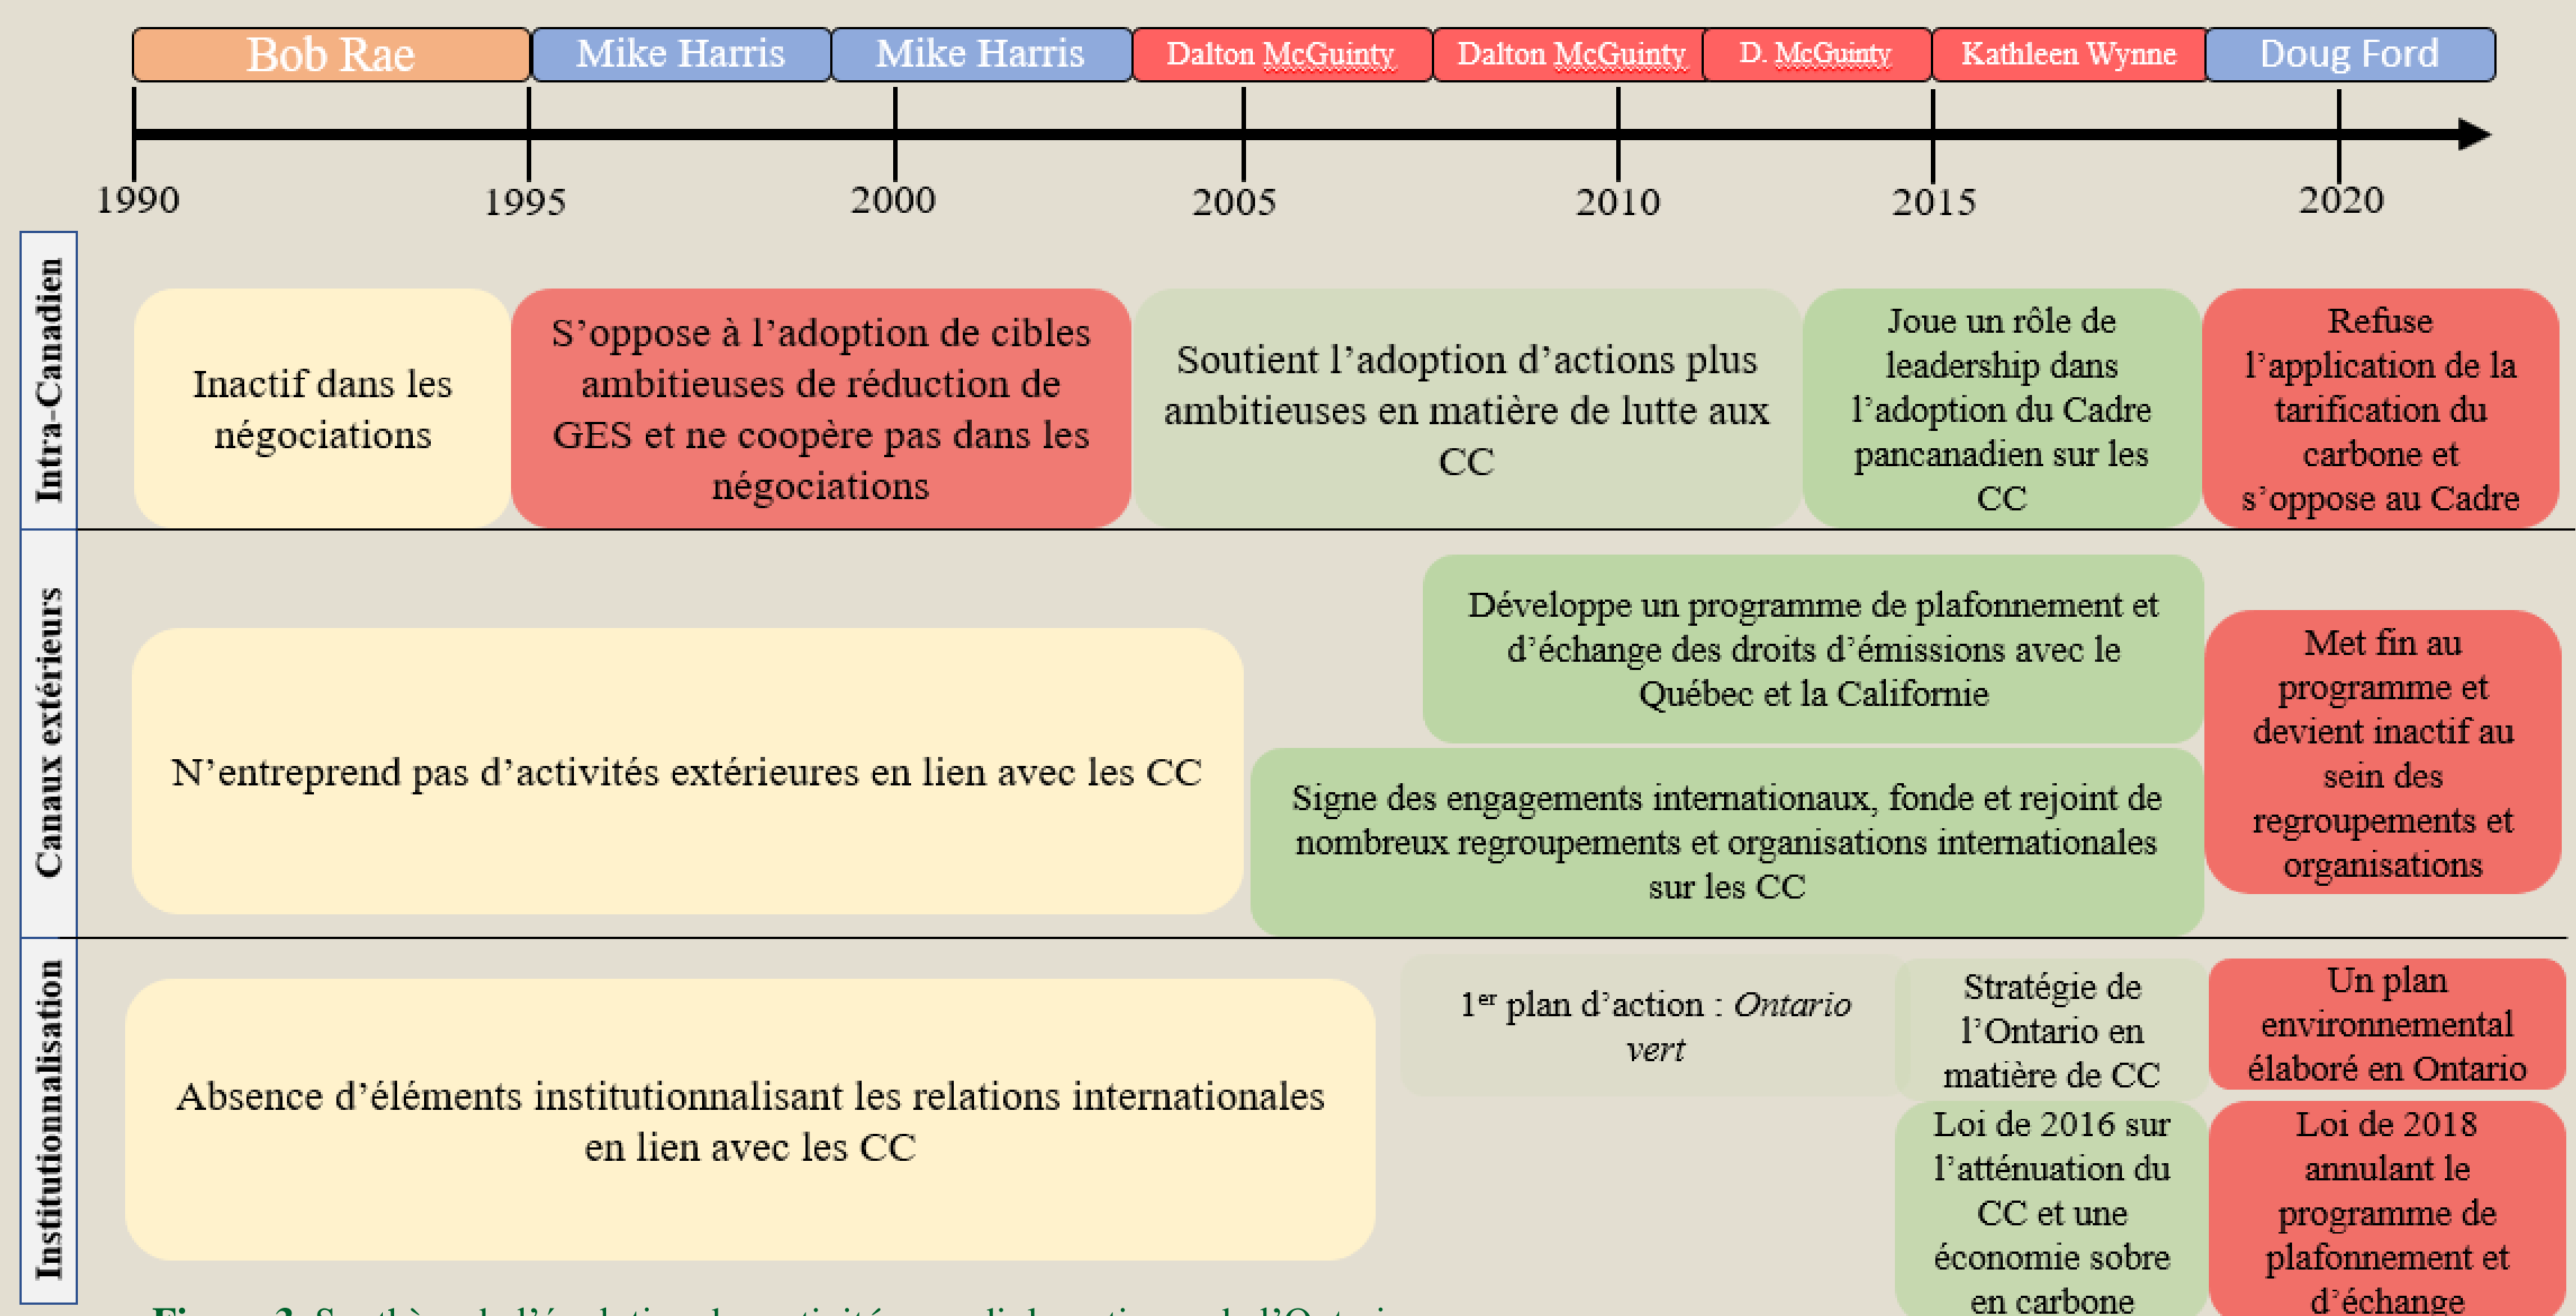 Bob Rae
Mike Harris
Mike Harris
Dalton McGuinty
Dalton McGuinty
D. McGuinty
Kathleen Wynne
Doug Ford
1990
1995
2000
2005
2010
2015
2020
Intra-Canadien
Inactif dans les
négociations
S’oppose à l’adoption de cibles
ambitieuses de réduction de
GES et ne coopère pas dans les
négociations
Soutient l’adoption d’actions plus
ambitieuses en matière de lutte aux
CC
Joue un rôle de
leadership dans
l’adoption du Cadre
pancanadien sur les
CC
Refuse
l’application de la
tarification du
carbone et
s’oppose au Cadre
Canaux extérieurs
N’entreprend pas d’activités extérieures en lien avec les CC
Développe un programme de plafonnement et
d’échange des droits d’émissions avec le
Québec et la Californie
Signe des engagements internationaux, fonde et rejoint de
nombreux regroupements et organisations internationales
sur les CC
Met fin au
programme et
devient inactif au
sein des
regroupements et
organisations
Institutionnalisation
Absence d’éléments institutionnalisant les relations internationales
en lien avec les CC
1er plan d’action : Ontario
vert
Stratégie de
l’Ontario en
matière de CC
Loi de 2016 sur
l’atténuation du
CC et une
économie sobre
en carbone
Un plan
environnemental
élaboré en Ontario
Loi de 2018
annulant le
programme de
plafonnement et
d’échange